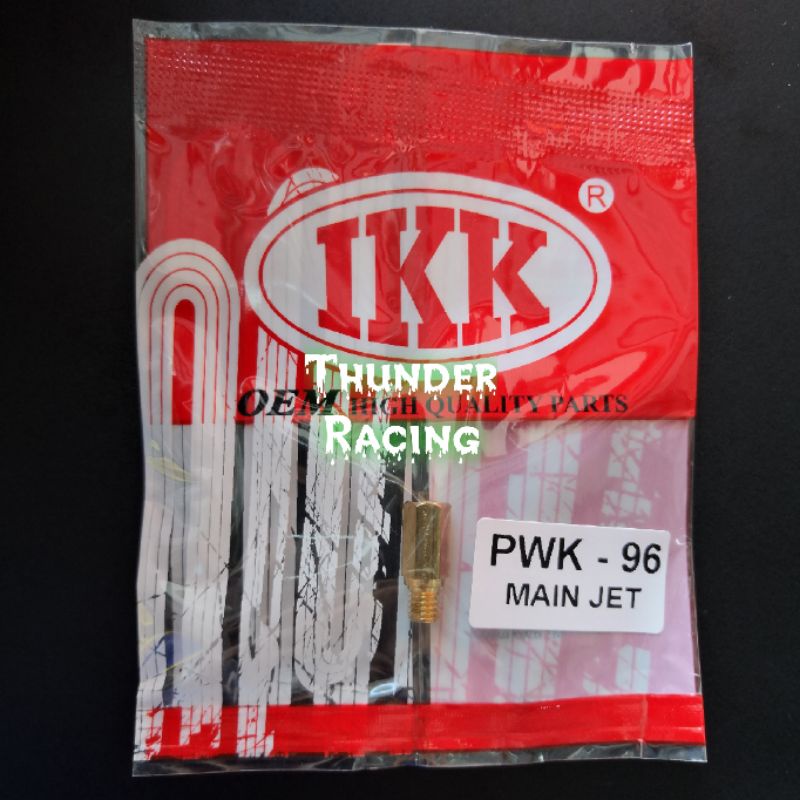 IKK
®
OEM HIGH QUALITY PARTS
THUNDER
RACING
PWK - 96
MAIN JET